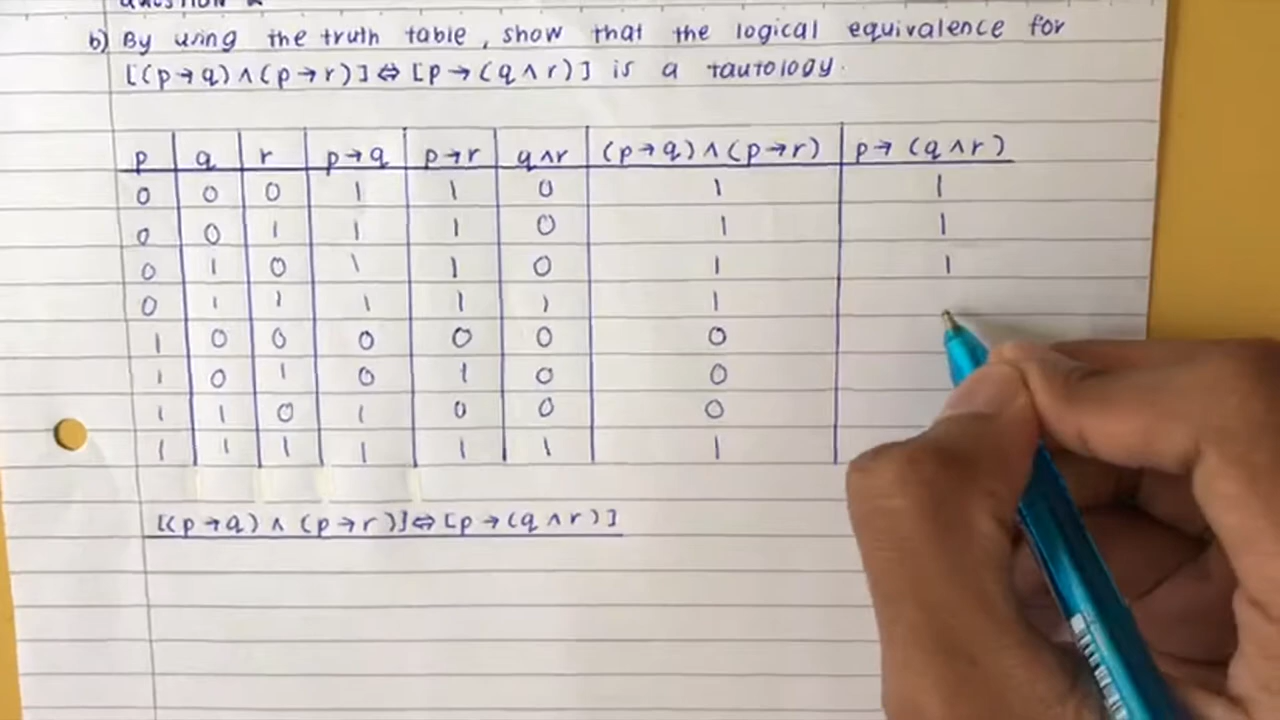 b) By using the truth table, show that the logical equivalence for
[(p→q)∧(p→r)]⇔[p→(q∧r)] is a tautology.
p q r p→q p→r q∧r (p→q)∧(p→r) p→(q∧r)
0 0 0 1 1 0 1 1
0 0 1 1 1 0 1 1
0 1 0 1 1 0 1 1
0 1 1 1 1 1 1
1 0 0 0 0 0 0
1 0 1 0 1 0 0
1 1 0 1 0 0 0
1 1 1 1 1 1 1
[(p→q)∧(p→r)]⇔[p→(q∧r)]